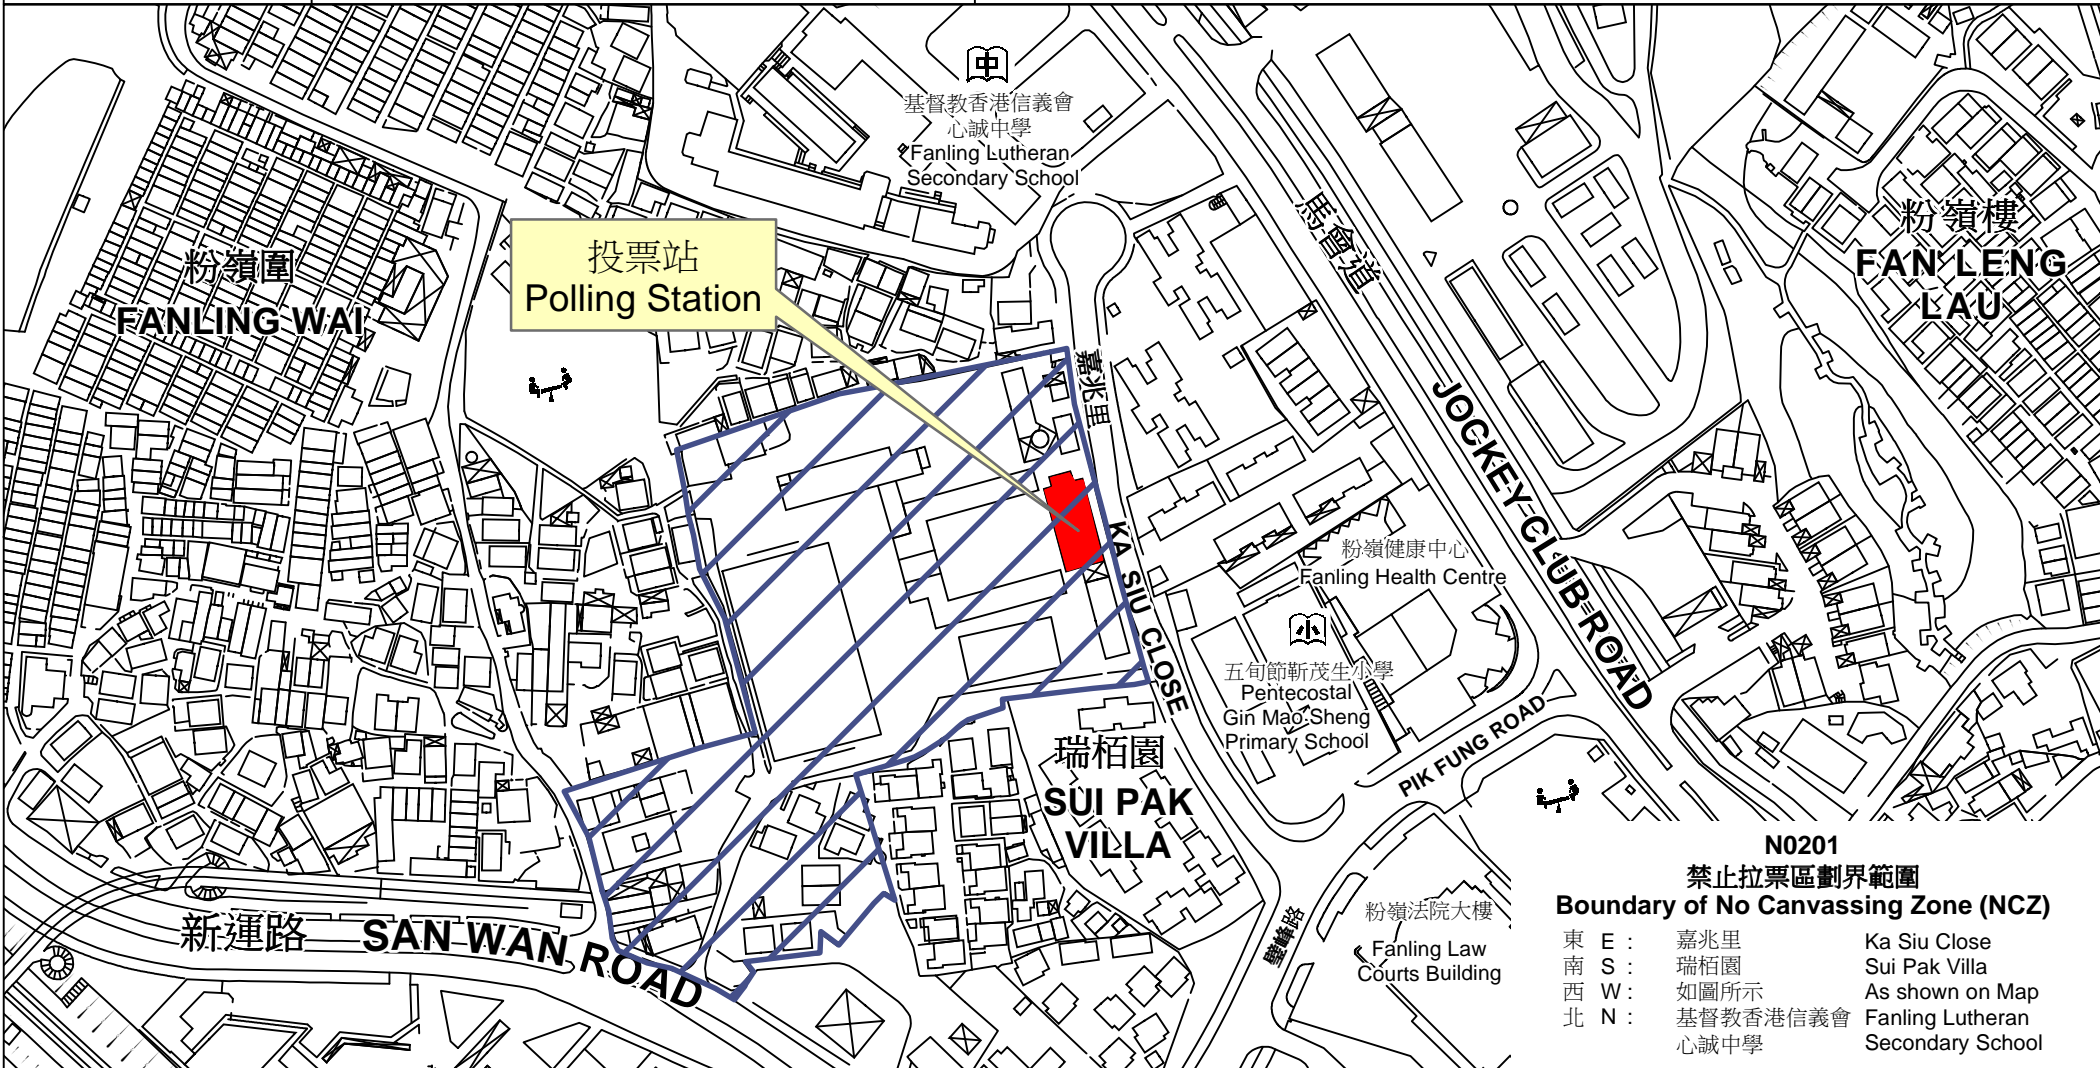 中
基督教香港信義會
心誠中學
Fanling Lutheran
Secondary School
粉嶺圍
FANLING WAI
投票站
Polling Station
馬會道
JOCKEY CLUB ROAD
粉嶺樓
FAN LENG
LAU
嘉兆里
KA SIU CLOSE
粉嶺健康中心
Fanling Health Centre
小
五旬節靳茂生小學
Pentecostal
Gin Mao Sheng
Primary School
瑞栢園
SUI PAK
VILLA
PIK FUNG ROAD
璧峰路
新運路 SAN WAN ROAD
粉嶺法院大樓
Fanling Law
Courts Building
N0201
禁止拉票區劃界範圍
Boundary of No Canvassing Zone (NCZ)
東 E : 嘉兆里 Ka Siu Close
南 S : 瑞栢園 Sui Pak Villa
西 W : 如圖所示 As shown on Map
北 N : 基督教香港信義會 Fanling Lutheran
心誠中學 Secondary School